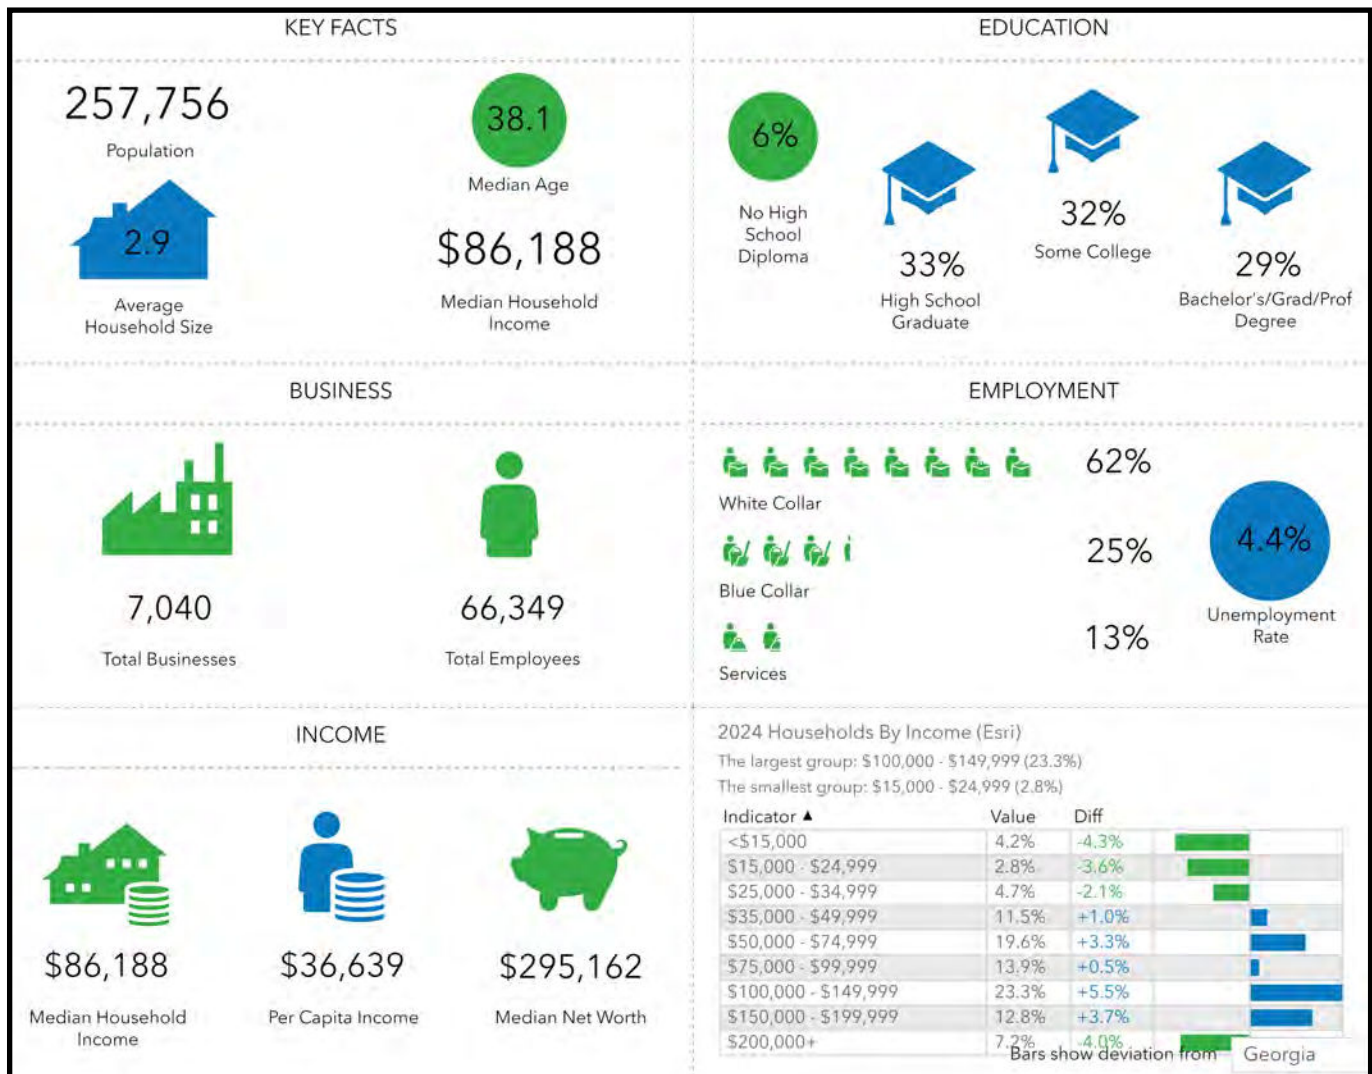 KEY FACTS
257,756
Population
38.1
Median Age
2.9
Average
Household Size
$86,188
Median Household
Income
EDUCATION
6%
No High
School
Diploma
33%
High School
Graduate
32%
Some College
29%
Bachelor's/Grad/Prof
Degree
BUSINESS
7,040
Total Businesses
66,349
Total Employees
EMPLOYMENT
62%
White Collar
25%
Blue Collar
13%
Services
4.4%
Unemployment
Rate
INCOME
$86,188
Median Household
Income
$36,639
Per Capita Income
$295,162
Median Net Worth
2024 Households By Income (Esri)
The largest group: $100,000 - $149,999 (23.3%)
The smallest group: $15,000 - $24,999 (2.8%)
Indicator ▲ Value Diff
<$15,000 4.2% -4.3%
$15,000 - $24,999 2.8% -3.6%
$25,000 - $34,999 4.7% -2.1%
$35,000 - $49,999 11.5% +1.0%
$50,000 - $74,999 19.6% +3.3%
$75,000 - $99,999 13.9% +0.5%
$100,000 - $149,999 23.3% +5.5%
$150,000 - $199,999 12.8% +3.7%
$200,000+ 7.2% -4.0%
Bars show deviation from Georgia